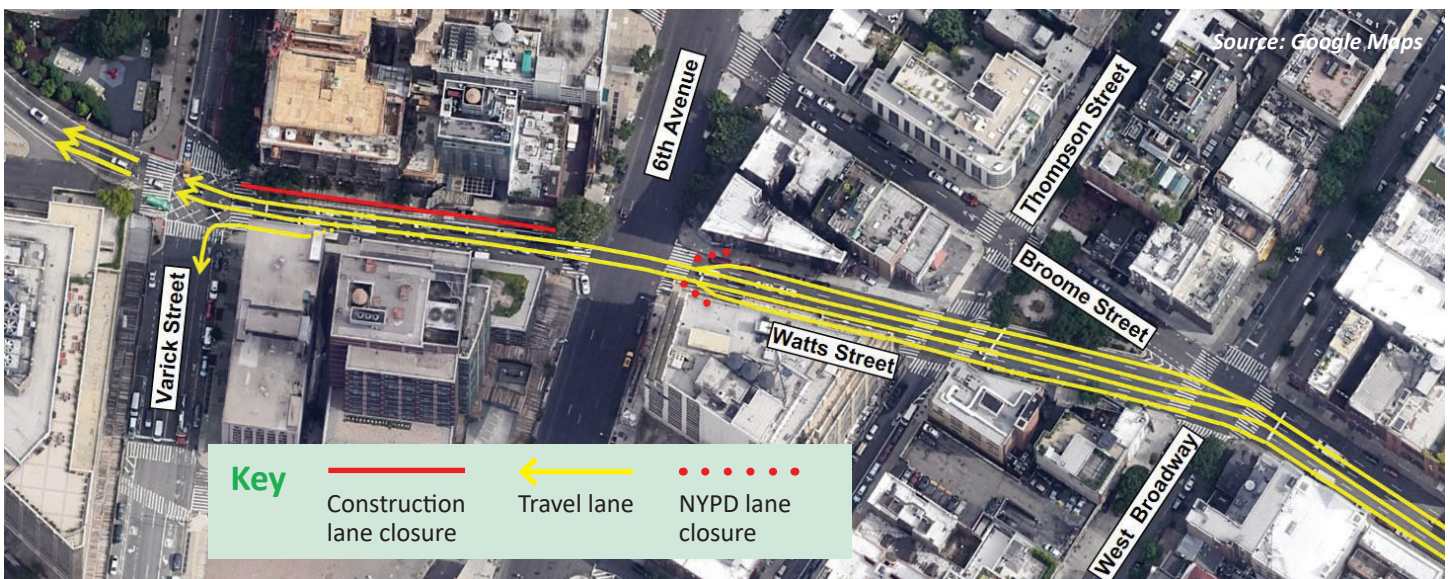 Source: Google Maps
6th Avenue
Thompson Street
Broome Street
Watts Street
Varick Street
West Broadway
Key
Construction
lane closure
Travel lane
NYPD lane
closure